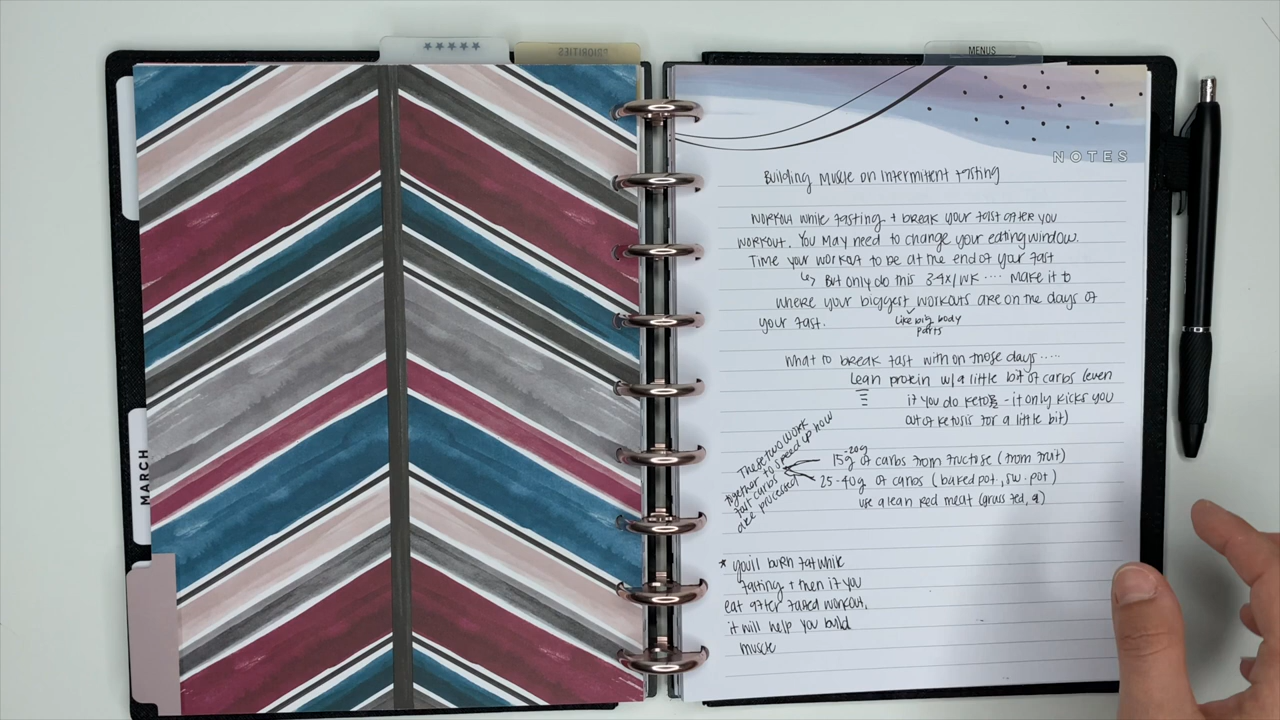 PRIORITIES
MENUS
MARCH
NOTES
Building Muscle on Intermitent Fasting
Workout while fasting + break your fast after you
workout. You may need to change your eating window.
Time your workout to be at the end of your fast
↳ But only do this 3-4x/wk .... Make it to
where your biggest workouts are on the days of
your fast.
like big body
parts
What to break fast with on those days.....
Lean protein w/ a little bit of carbs (even
if you do keto - it only kicks you
out of ketosis for a little bit)
These two work
together to speed up how
fast carbs
are processed
15-20g of carbs from fructose (from fruit)
25-40g of carbs (baked pot, sw. pot)
use a lean red meat (grass fed,
* you'll burn fat while
fasting + then if you
eat after fasted workout,
it will help you build
muscle